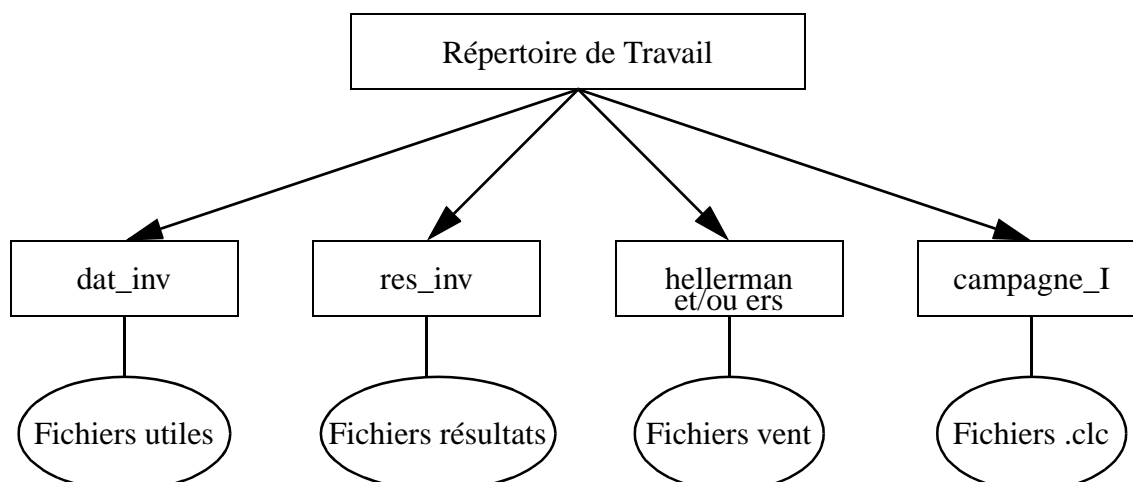 Répertoire de Travail
dat_inv
res_inv
hellerman
et/ou ers
campagne_I
Fichiers utiles
Fichiers résultats
Fichiers vent
Fichiers .clc